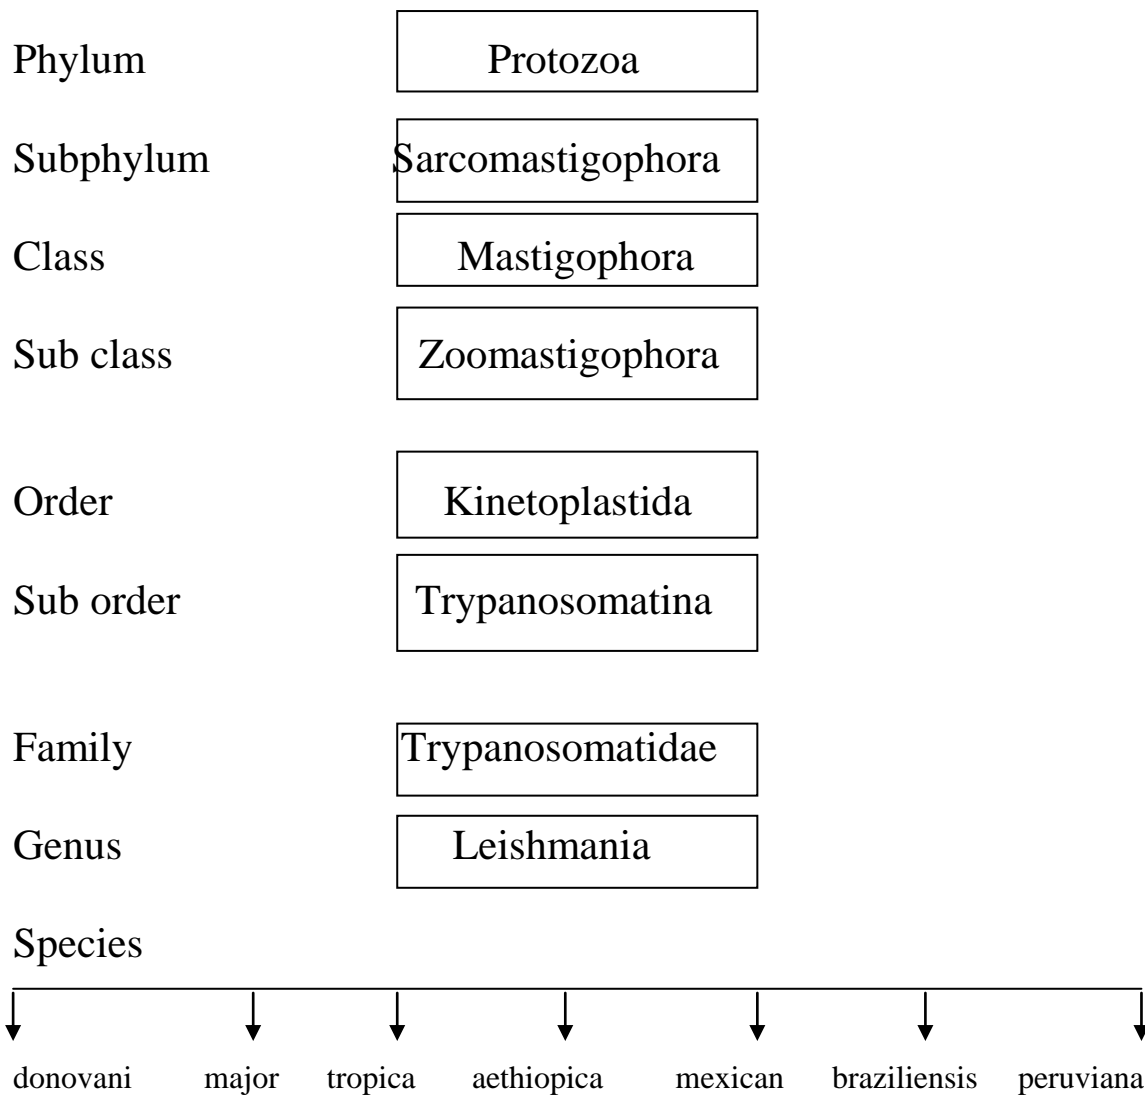 Phylum Protozoa
Subphylum Sarcomastigophora
Class Mastigophora
Sub class Zoomastigophora
Order Kinetoplastida
Sub order Trypanosomatina
Family Trypanosomatidae
Genus Leishmania
Species
donovani major tropica aethiopica mexican braziliensis peruviana